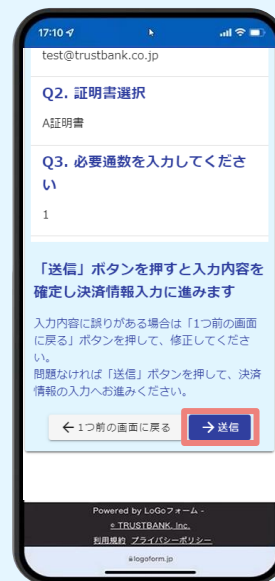 17:10
test@trustbank.co.jp
Q2. 証明書選択
A証明書
Q3. 必要通数を入力してくださ
い
1
「送信」ボタンを押すと入力内容を
確定し決済情報入力に進みます
入力内容に誤りがある場合は「1つ前の画面
に戻る」ボタンを押して、修正してくださ
い。
問題なければ「送信」ボタンを押して、決済
情報の入力へお進みください。
←1つ前の画面に戻る
→送信
Powered by LoGoフォーム -
© TRUSTBANK, Inc.
利用規約 プライバシーポリシー
logoform.jp